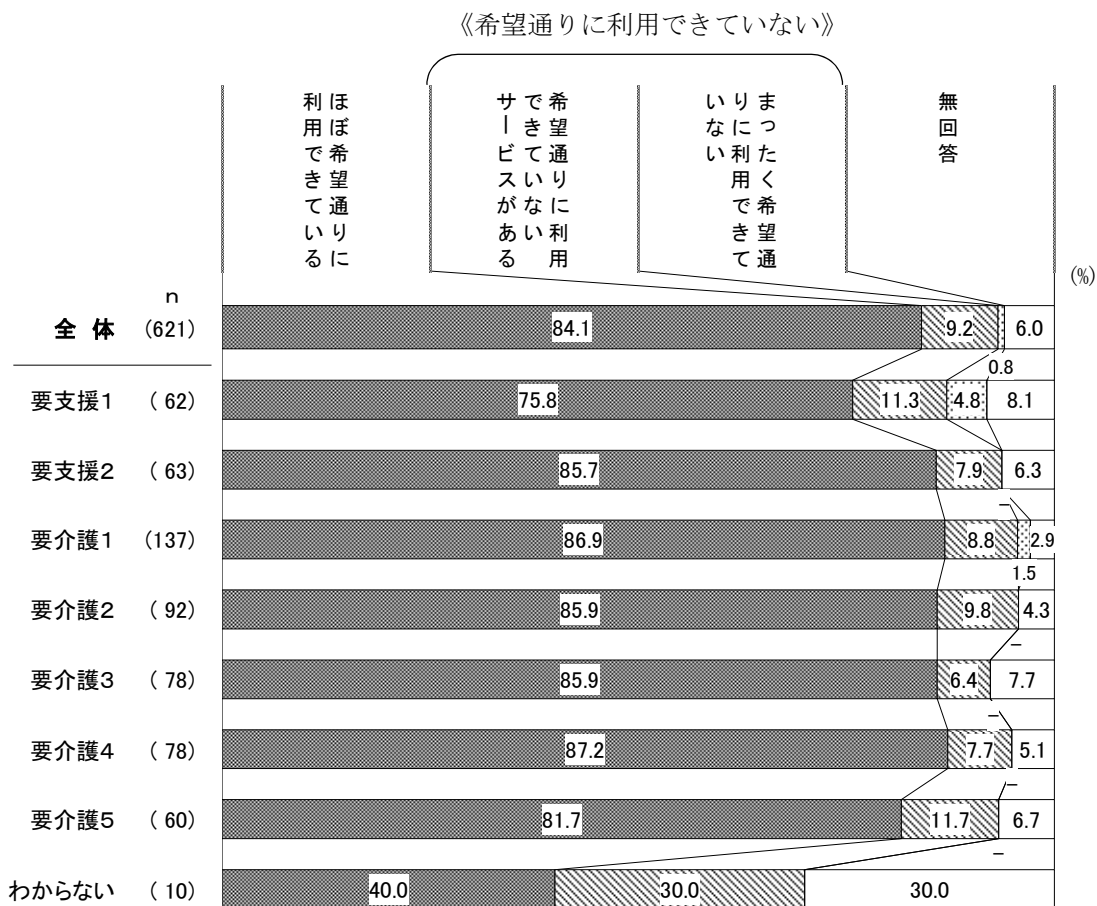 《希望通りに利用できていない》
ほぼ希望通りに
利用できている
希望通りに利用
できていない
サービスがある
まったく希望通
りに利用できて
いない
無回答
(%)
n
全 体 (621) 84.1 9.2 6.0
0.8
要支援1 ( 62) 75.8 11.3 4.8 8.1
要支援2 ( 63) 85.7 7.9 6.3
-
要介護1 (137) 86.9 8.8 2.9
1.5
要介護2 ( 92) 85.9 9.8 4.3
-
要介護3 ( 78) 85.9 6.4 7.7
-
要介護4 ( 78) 87.2 7.7 5.1
-
要介護5 ( 60) 81.7 11.7 6.7
-
わからない ( 10) 40.0 30.0 30.0